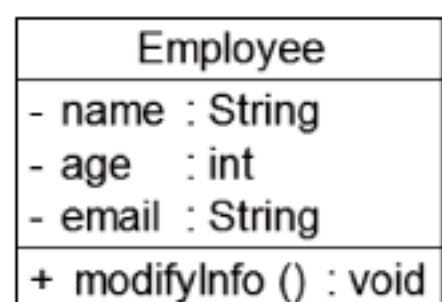 Employee
- name : String
- age : int
- email : String
+ modifyInfo () : void